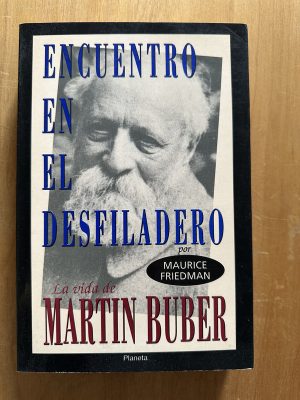 ENCUENTRO
EN
EL
DESFILADERO
por
MAURICE
FRIEDMAN
La vida de
MARTIN BUBER
Planeta